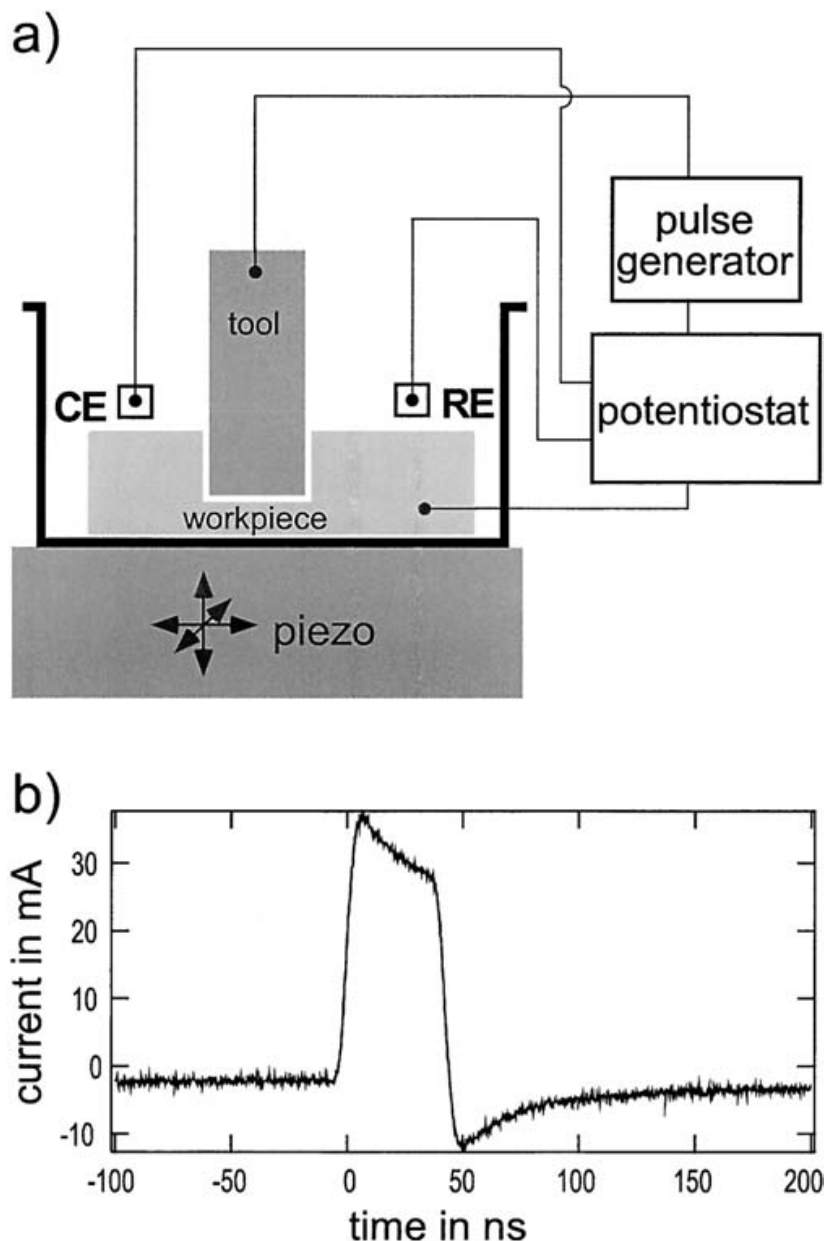 a)
pulse
generator
tool
CE
RE
potentiostat
workpiece
piezo
b)
current in mA
30
20
10
0
-10
-100
-50
0
50
100
150
200
time in ns